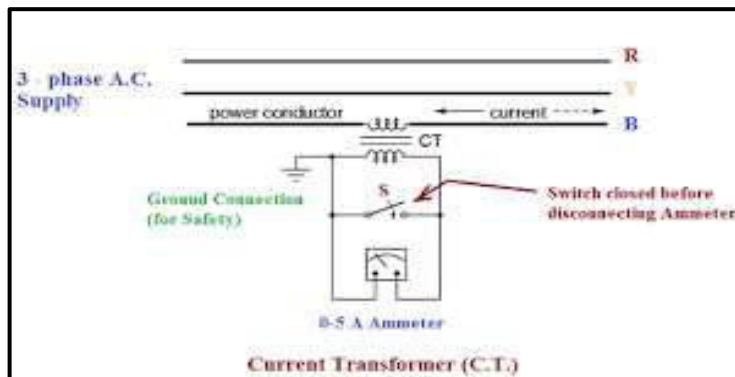 R
3 - phase A.C.
Supply
Y
power conductor
current
B
CT
Ground Connection
(for Safety)
S
Switch closed before
disconnecting Ammeter
0-5 A Ammeter
Current Transformer (C.T.)